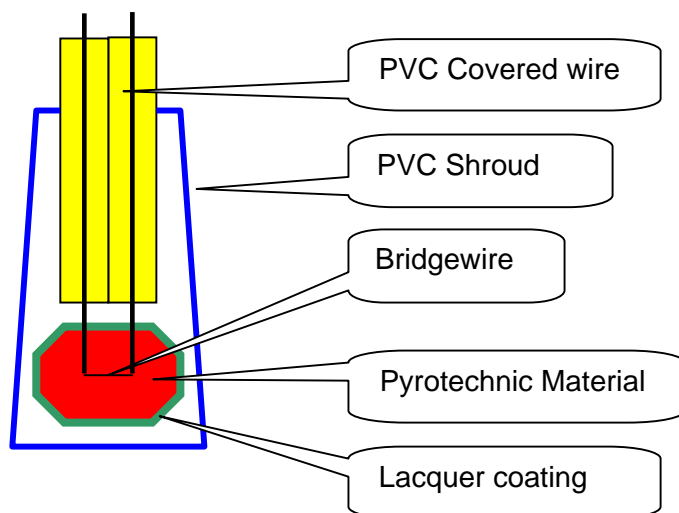 PVC Covered wire
PVC Shroud
Bridgewire
Pyrotechnic Material
Lacquer coating